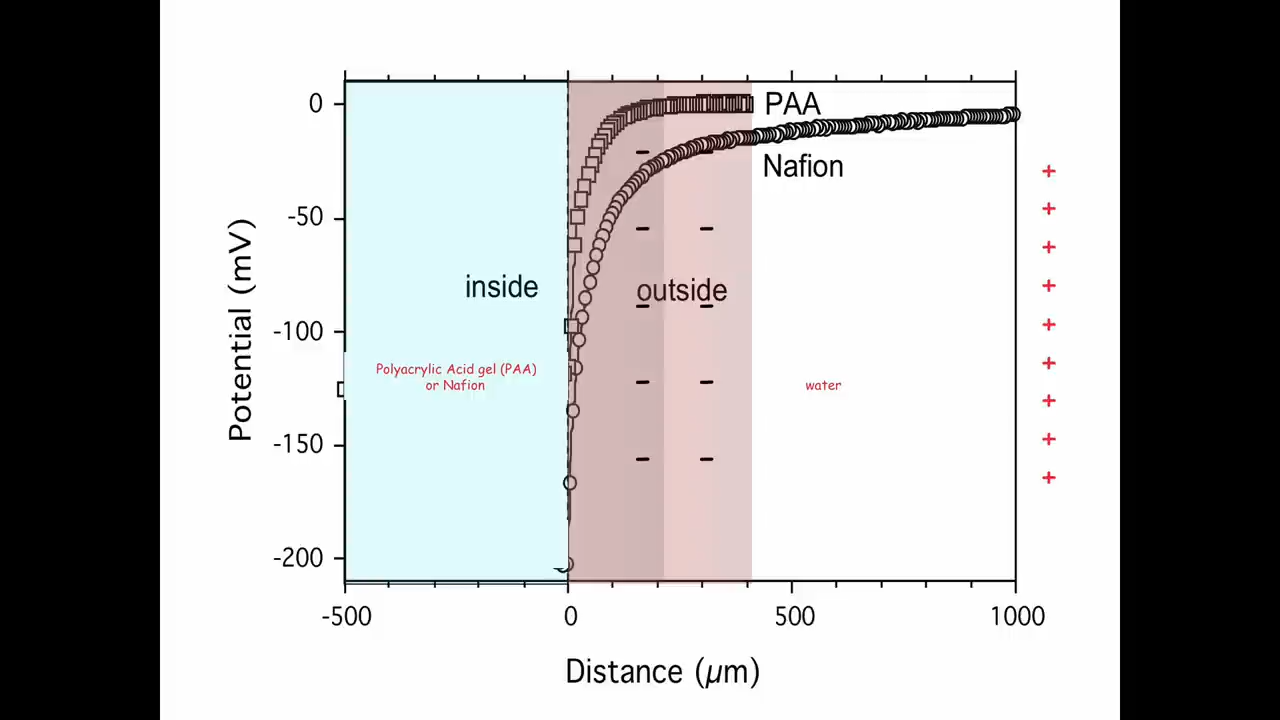 0
PAA
Nafion
-50
inside
outside
-100
Polyacrylic Acid gel (PAA)
or Nafion
water
-150
-200
Potential (mV)
-500
0
500
1000
Distance (µm)